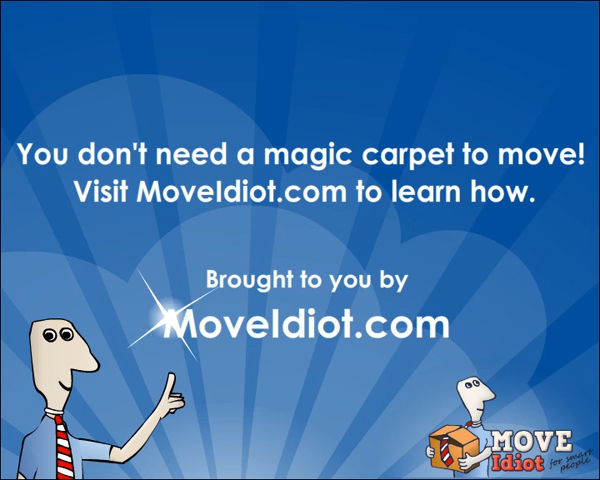 You don't need a magic carpet to move!
Visit MoveIdiot.com to learn how.
Brought to you by
MoveIdiot.com
MOVE
Idiot
for smart
people